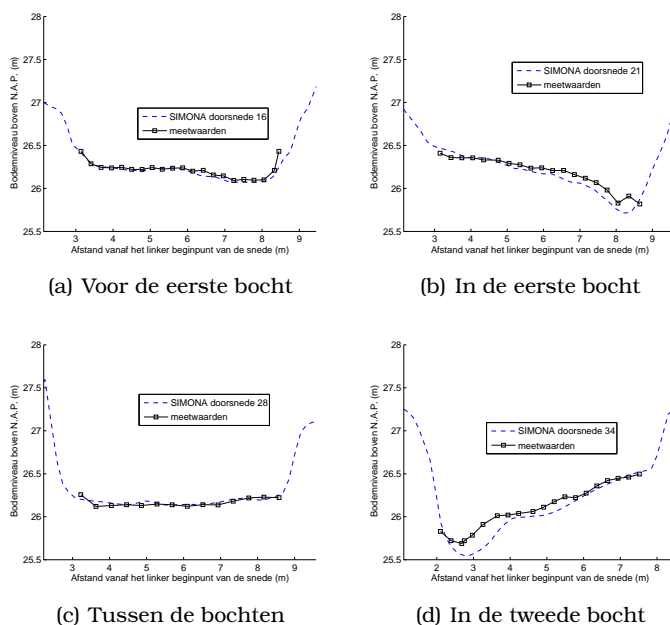 28
27.5
27
26.5
26
25.5
Bodemniveau boven N.A.P. (m)
SIMONA doorsnede 16
meetwaarden
2 3 4 5 6 7 8 9
Afstand vanaf het linker beginpunt van de snede (m)
(a) Voor de eerste bocht
28
27.5
27
26.5
26
25.5
Bodemniveau boven N.A.P. (m)
SIMONA doorsnede 21
meetwaarden
3 4 5 6 7 8 9
Afstand vanaf het linker beginpunt van de snede (m)
(b) In de eerste bocht
28
27.5
27
26.5
26
25.5
Bodemniveau boven N.A.P. (m)
SIMONA doorsnede 28
meetwaarden
3 4 5 6 7 8 9
Afstand vanaf het linker beginpunt van de snede (m)
(c) Tussen de bochten
28
27.5
27
26.5
26
25.5
Bodemniveau boven N.A.P. (m)
SIMONA doorsnede 34
meetwaarden
2 3 4 5 6 7 8
Afstand vanaf het linker beginpunt van de snede (m)
(d) In de tweede bocht